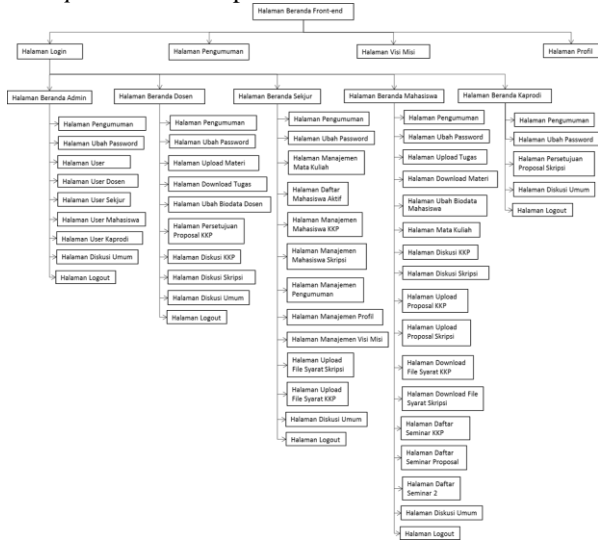 Halaman Beranda Front-end
Halaman Login
Halaman Pengumuman
Halaman Visi Misi
Halaman Profil
Halaman Beranda Admin
Halaman Beranda Dosen
Halaman Beranda Sekjur
Halaman Beranda Mahasiswa
Halaman Beranda Kaprodi
Halaman Pengumuman
Halaman Ubah Password
Halaman User
Halaman User Dosen
Halaman User Sekjur
Halaman User Mahasiswa
Halaman User Kaprodi
Halaman Diskusi Umum
Halaman Logout
Halaman Pengumuman
Halaman Ubah Password
Halaman Upload Materi
Halaman Download Tugas
Halaman Ubah Biodata Dosen
Halaman Persetujuan
Proposal KKP
Halaman Diskusi KKP
Halaman Diskusi Skripsi
Halaman Diskusi Umum
Halaman Logout
Halaman Pengumuman
Halaman Ubah Password
Halaman Manajemen
Mata Kuliah
Halaman Daftar
Mahasiswa Aktif
Halaman Manajemen
Mahasiswa KKP
Halaman Manajemen
Mahasiswa Skripsi
Halaman Manajemen
Pengumuman
Halaman Manajemen Profil
Halaman Manajemen Visi Misi
Halaman Upload
File Syarat Skripsi
Halaman Upload
File Syarat KKP
Halaman Diskusi Umum
Halaman Logout
Halaman Pengumuman
Halaman Ubah Password
Halaman Upload Tugas
Halaman Download Materi
Halaman Ubah Biodata
Mahasiswa
Halaman Mata Kuliah
Halaman Diskusi KKP
Halaman Diskusi Skripsi
Halaman Upload
Proposal KKP
Halaman Upload
Proposal Skripsi
Halaman Download
File Syarat KKP
Halaman Download File
Syarat Skripsi
Halaman Daftar
Seminar KKP
Halaman Daftar
Seminar Proposal
Halaman Daftar
Seminar 2
Halaman Diskusi Umum
Halaman Logout
Halaman Pengumuman
Halaman Ubah Password
Halaman Persetujuan
Proposal Skripsi
Halaman Diskusi Umum
Halaman Logout